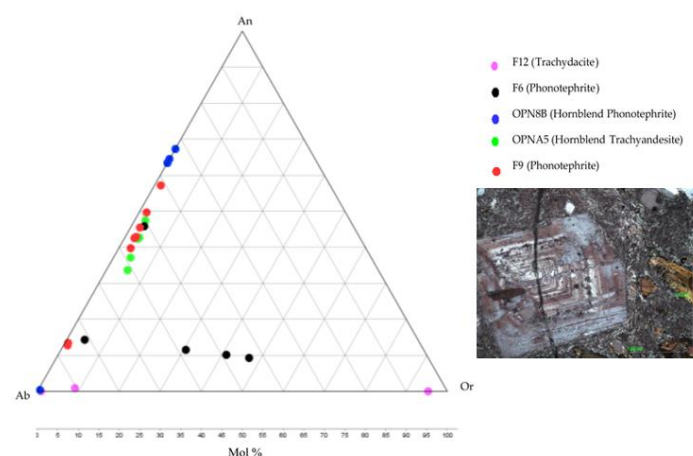 An
F12 (Trachydacite)
F6 (Phonotephrite)
OPN8B (Hornblend Phonotephrite)
OPNA5 (Hornblend Trachyandesite)
F9 (Phonotephrite)
Ab
Or
0 5 10 15 20 25 30 35 40 45 50 55 60 65 70 75 80 85 90 95 100
Mol %